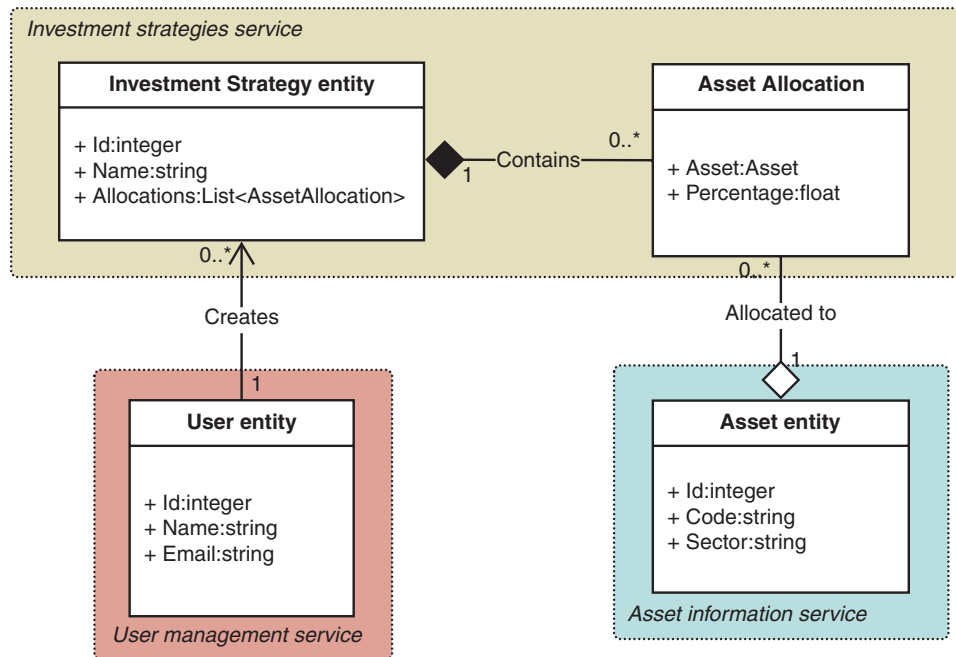 Investment strategies service
Investment Strategy entity
+ Id:integer
+ Name:string
+ Allocations:List<AssetAllocation>
1
Contains
0..*
Asset Allocation
+ Asset:Asset
+ Percentage:float
0..*
Creates
1
0..*
Allocated to
1
User entity
+ Id:integer
+ Name:string
+ Email:string
User management service
Asset entity
+ Id:integer
+ Code:string
+ Sector:string
Asset information service